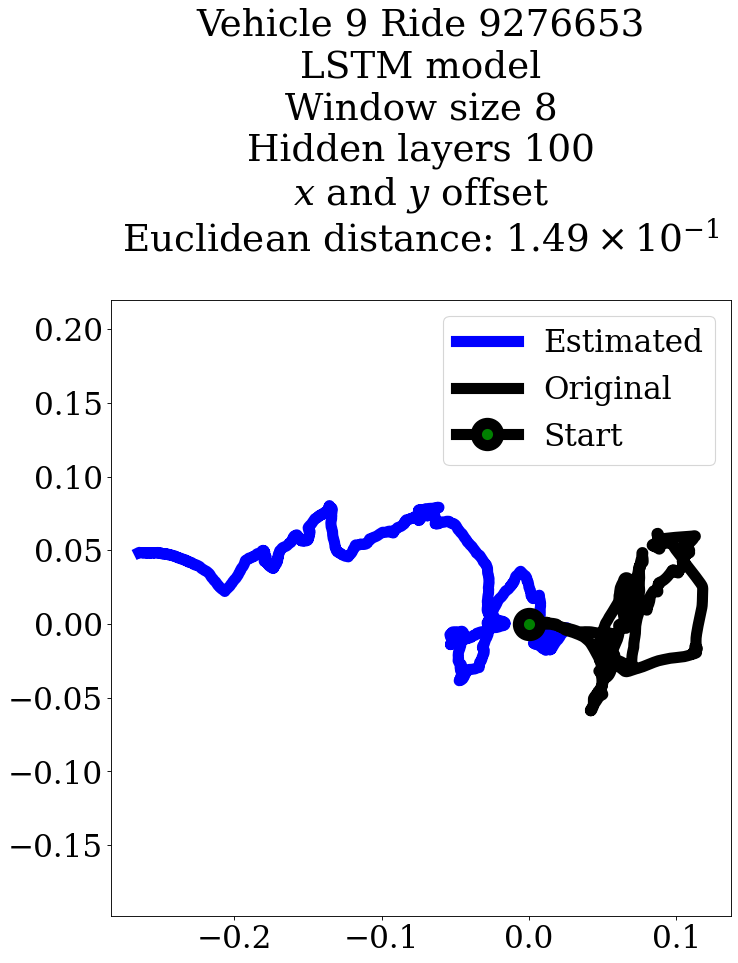 Vehicle 9 Ride 9276653
LSTM model
Window size 8
Hidden layers 100
x and y offset
Euclidean distance: 1.49 × 10⁻¹
Estimated
Original
Start
0.20
0.15
0.10
0.05
0.00
−0.05
−0.10
−0.15
−0.2 −0.1 0.0 0.1